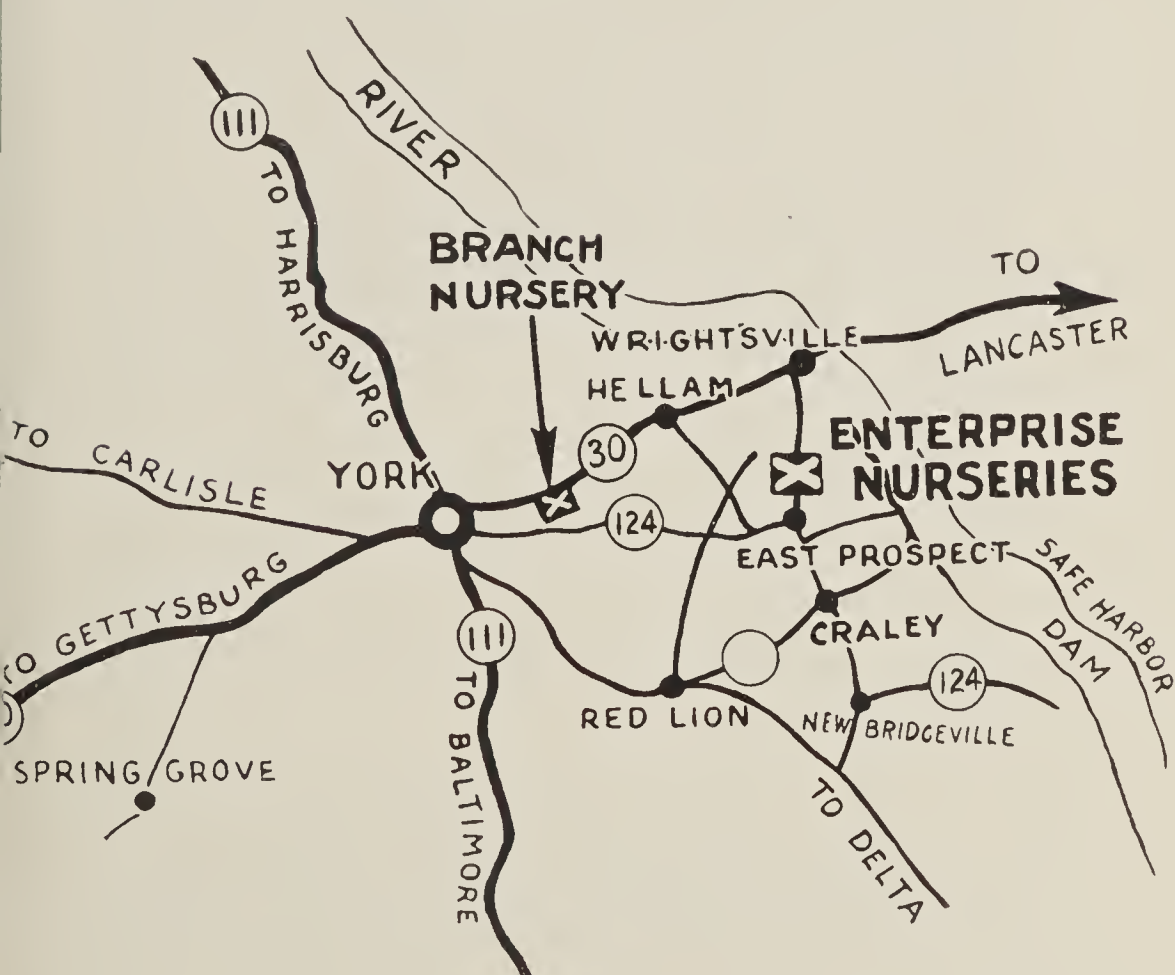 111
RIVER
TO HARRISBURG
BRANCH
NURSERY
TO
LANCASTER
WRIGHTSVILLE
HELLAM
ENTERPRISE
NURSERIES
30
TO CARLISLE
YORK
124
EAST PROSPECT
SAFE HARBOR
DAM
TO GETTYSBURG
111
CRALEY
124
RED LION
NEW BRIDGEVILLE
TO BALTIMORE
SPRING GROVE
TO DELTA